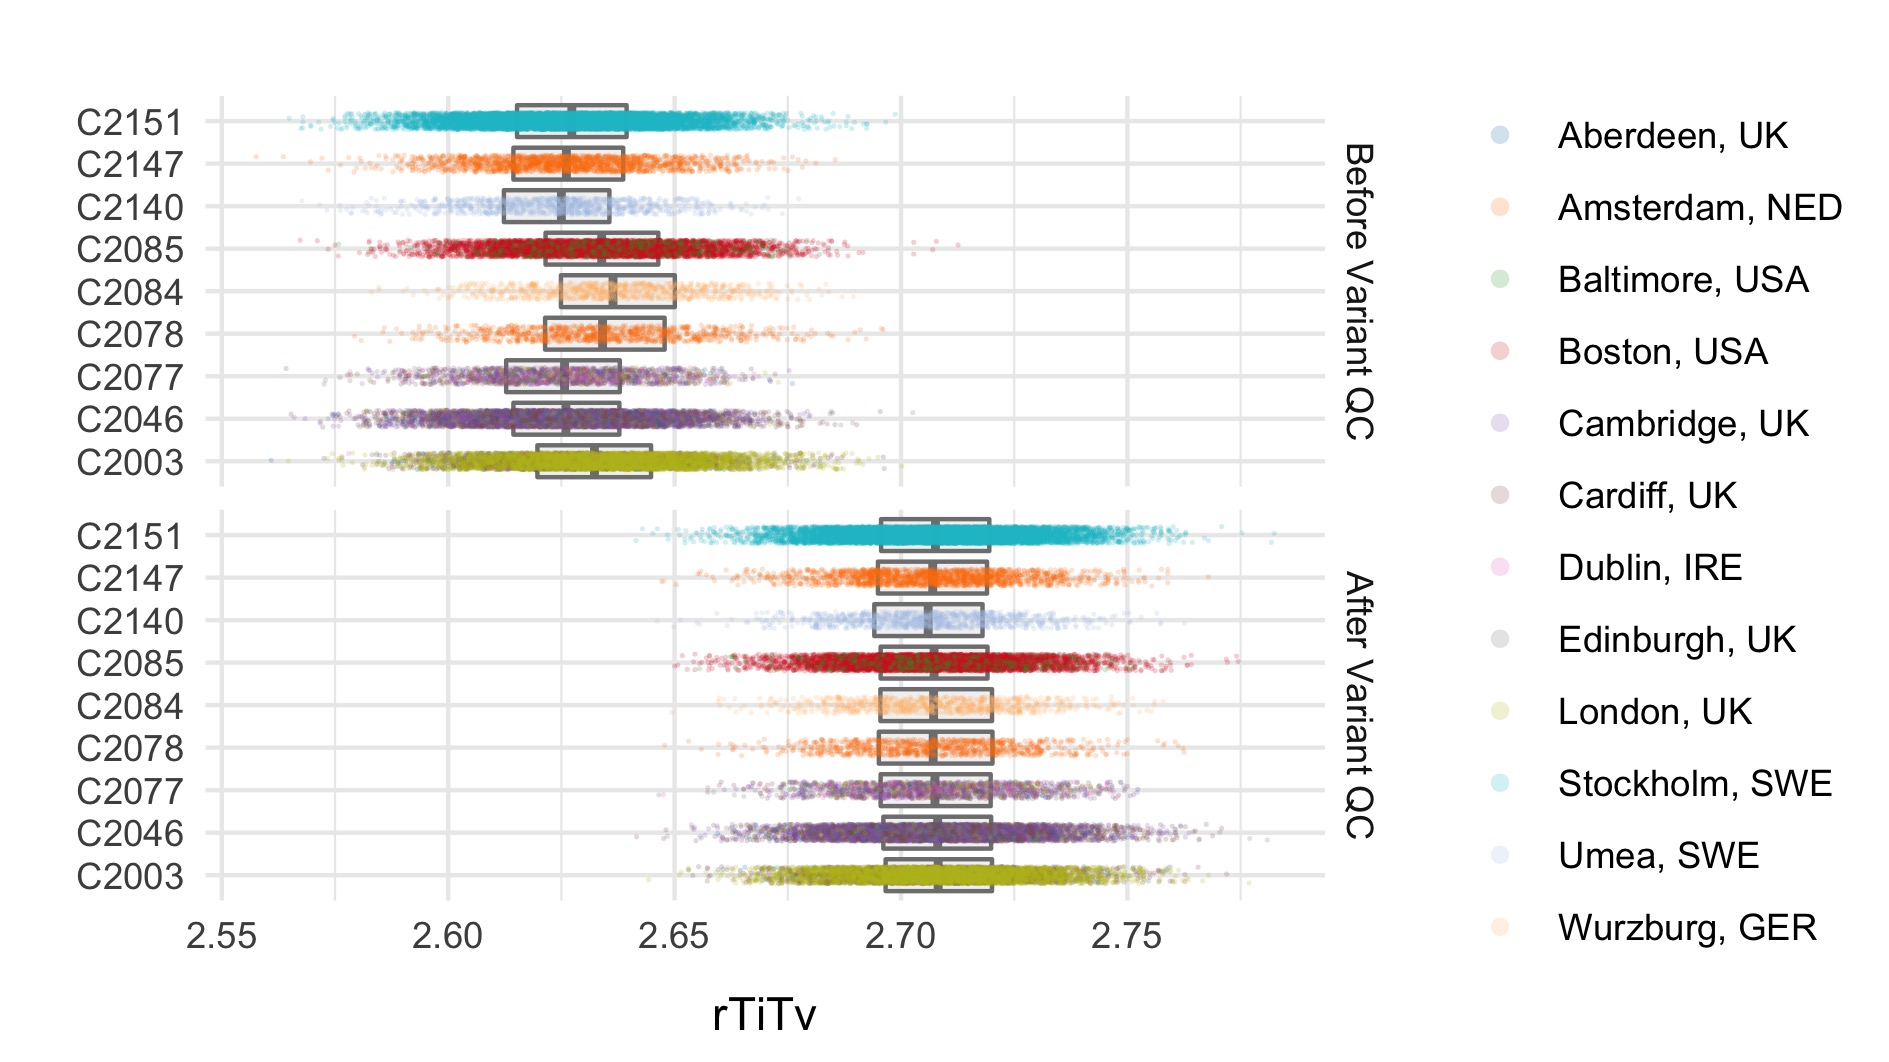 C2151
C2147
C2140
C2085
C2084
C2078
C2077
C2046
C2003
Before Variant QC
C2151
C2147
C2140
C2085
C2084
C2078
C2077
C2046
C2003
After Variant QC
2.55 2.60 2.65 2.70 2.75
rTiTv
Aberdeen, UK
Amsterdam, NED
Baltimore, USA
Boston, USA
Cambridge, UK
Cardiff, UK
Dublin, IRE
Edinburgh, UK
London, UK
Stockholm, SWE
Umea, SWE
Wurzburg, GER